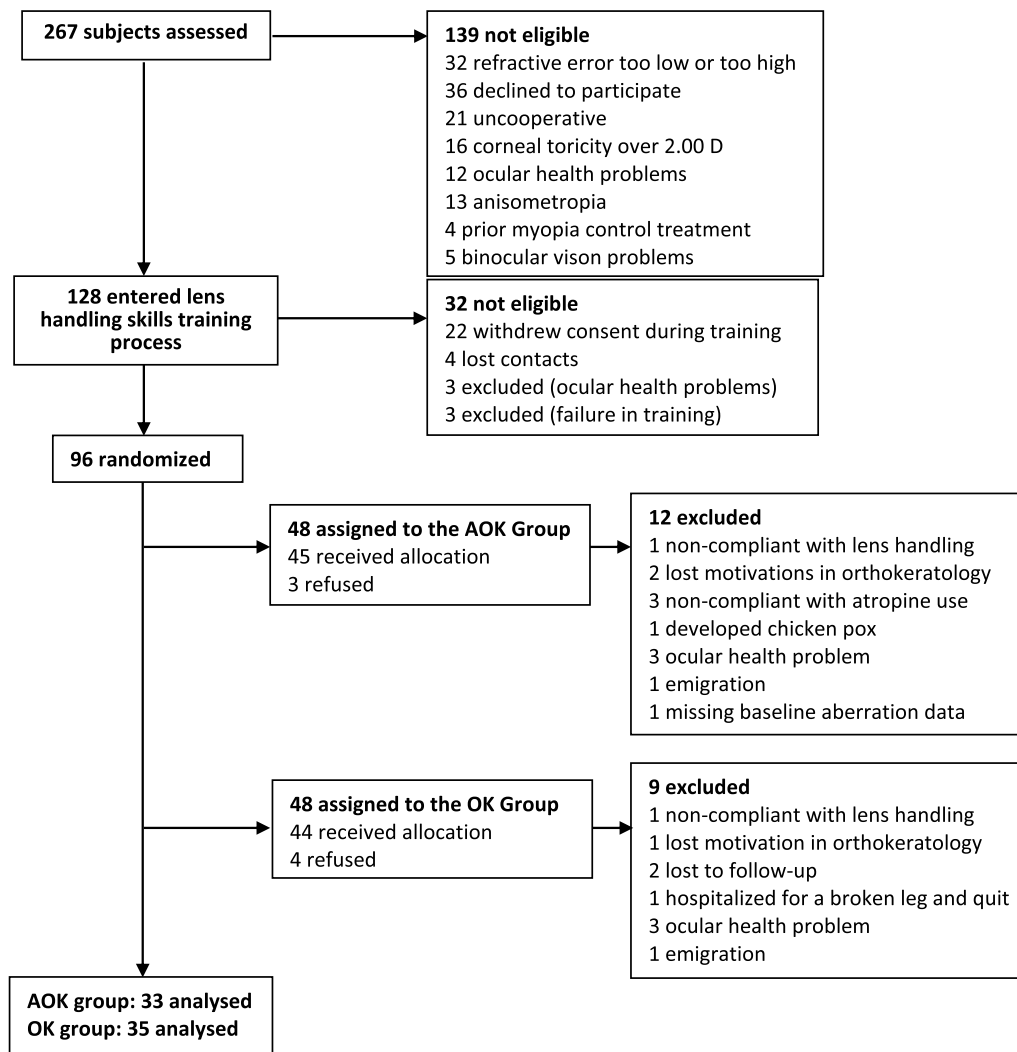 267 subjects assessed
139 not eligible
32 refractive error too low or too high
36 declined to participate
21 uncooperative
16 corneal toricity over 2.00 D
12 ocular health problems
13 anisometropia
4 prior myopia control treatment
5 binocular vison problems
128 entered lens
handling skills training
process
32 not eligible
22 withdrew consent during training
4 lost contacts
3 excluded (ocular health problems)
3 excluded (failure in training)
96 randomized
48 assigned to the AOK Group
45 received allocation
3 refused
12 excluded
1 non-compliant with lens handling
2 lost motivations in orthokeratology
3 non-compliant with atropine use
1 developed chicken pox
3 ocular health problem
1 emigration
1 missing baseline aberration data
48 assigned to the OK Group
44 received allocation
4 refused
9 excluded
1 non-compliant with lens handling
1 lost motivation in orthokeratology
2 lost to follow-up
1 hospitalized for a broken leg and quit
3 ocular health problem
1 emigration
AOK group: 33 analysed
OK group: 35 analysed